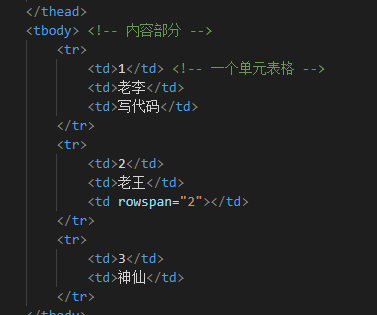 </thead>
<tbody> <!-- 内容部分 -->
<tr>
<td>1</td> <!-- 一个单元表格 -->
<td>老李</td>
<td>写代码</td>
</tr>
<tr>
<td>2</td>
<td>老王</td>
<td rowspan="2"></td>
</tr>
<tr>
<td>3</td>
<td>神仙</td>
</tr>
</tbody>